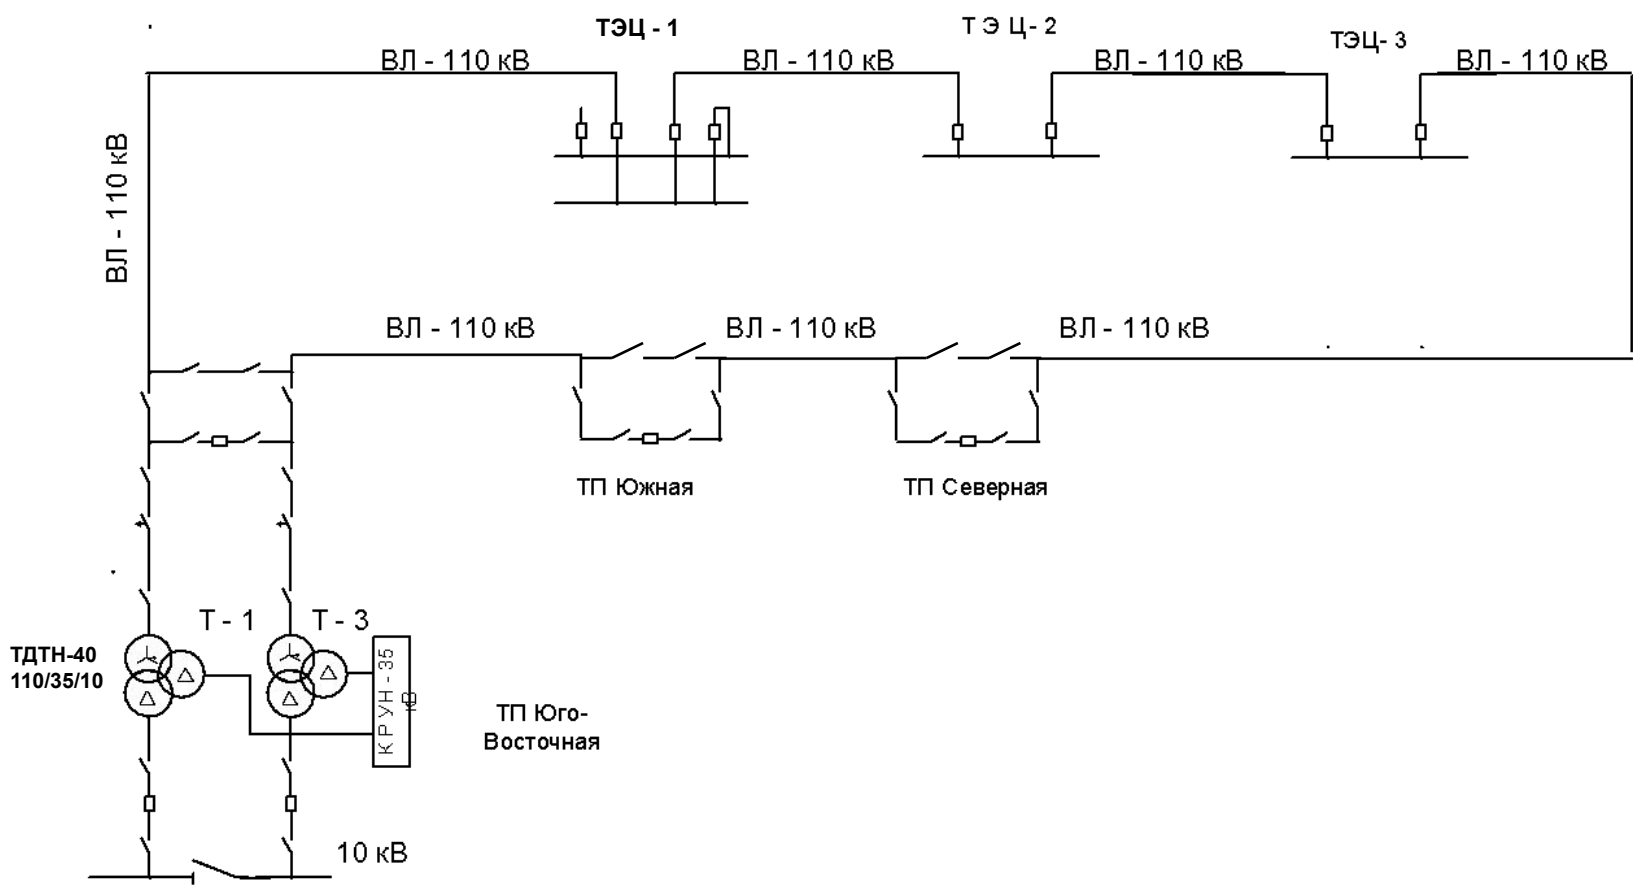 ТЭЦ - 1
Т Э Ц - 2
ТЭЦ- 3
ВЛ - 110 кВ
ВЛ - 110 кВ
ВЛ - 110 кВ
ВЛ - 110 кВ
ВЛ - 110 кВ
ВЛ - 110 кВ
ВЛ - 110 кВ
ВЛ - 110 кВ
ТП Южная
ТП Северная
Т - 1
Т - 3
ТДТН-40
110/35/10
КРУН-35
кВ
ТП Юго-
Восточная
10 кВ